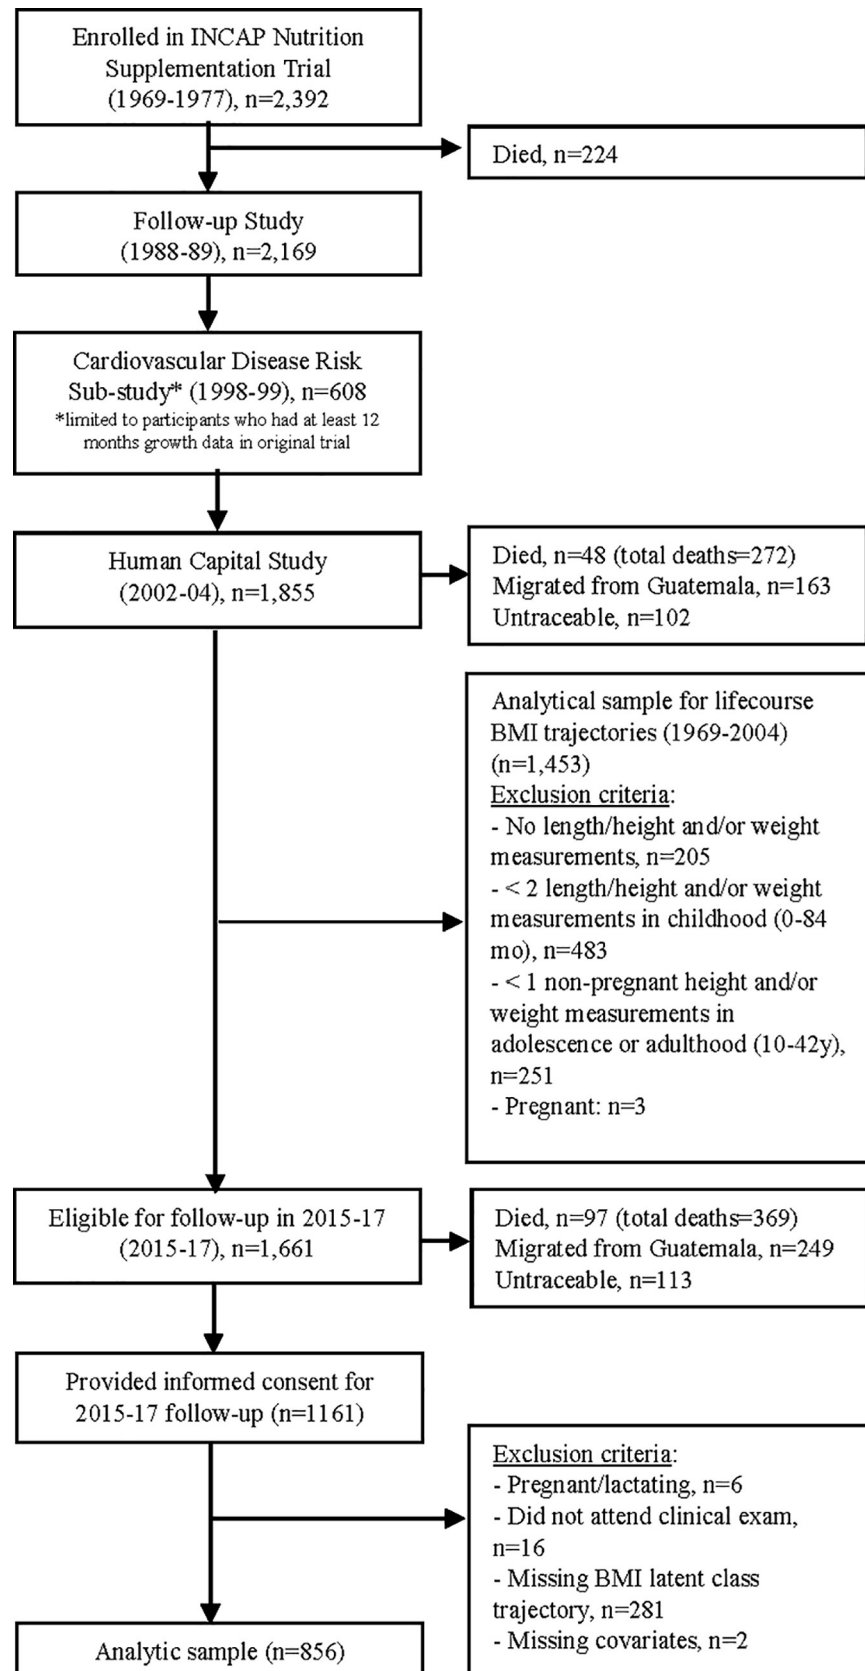 Enrolled in INCAP Nutrition
Supplementation Trial
(1969-1977), n=2,392
Died, n=224
Follow-up Study
(1988-89), n=2,169
Cardiovascular Disease Risk
Sub-study* (1998-99), n=608
*limited to participants who had at least 12
months growth data in original trial
Human Capital Study
(2002-04), n=1,855
Died, n=48 (total deaths=272)
Migrated from Guatemala, n=163
Untraceable, n=102
Analytical sample for lifecourse
BMI trajectories (1969-2004)
(n=1,453)
Exclusion criteria:
- No length/height and/or weight
measurements, n=205
- < 2 length/height and/or weight
measurements in childhood (0-84
mo), n=483
- < 1 non-pregnant height and/or
weight measurements in
adolescence or adulthood (10-42y),
n=251
- Pregnant: n=3
Eligible for follow-up in 2015-17
(2015-17), n=1,661
Died, n=97 (total deaths=369)
Migrated from Guatemala, n=249
Untraceable, n=113
Provided informed consent for
2015-17 follow-up (n=1161)
Exclusion criteria:
- Pregnant/lactating, n=6
- Did not attend clinical exam,
n=16
- Missing BMI latent class
trajectory, n=281
- Missing covariates, n=2
Analytic sample (n=856)